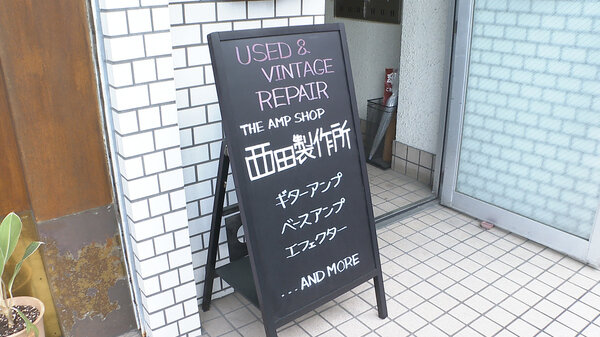 USED &
VINTAGE
REPAIR
THE AMP SHOP
西田製作所
ギターアンプ
ベースアンプ
エフェクター
...AND MORE